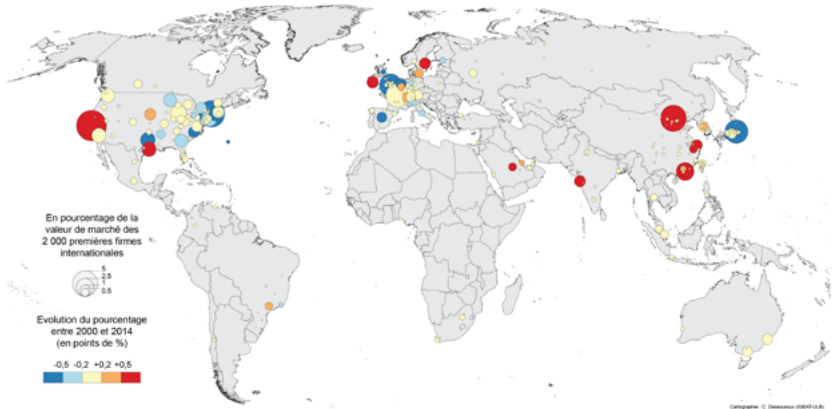 En pourcentage de la
valeur de marché des
2 000 premières firmes
internationales
5
2,5
1
0,5
Evolution du pourcentage
entre 2000 et 2014
(en points de %)
-0,5 -0,2 +0,2 +0,5
Cartographie : C. Dessouroux (IGEAT-ULB)